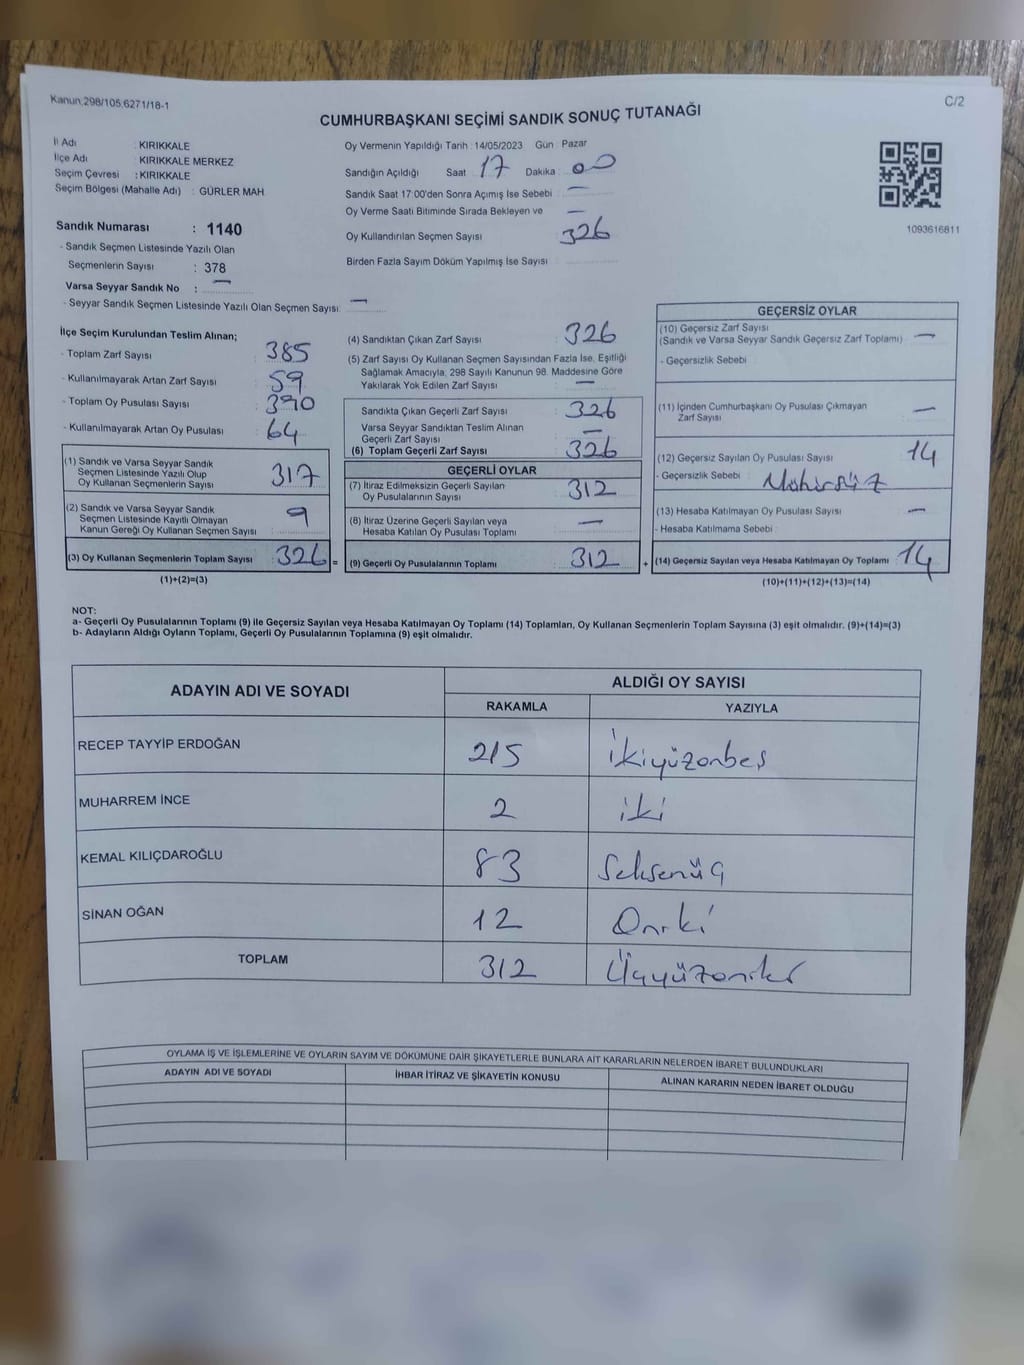 Kanun:298/105,6271/18-1
C/2
CUMHURBAŞKANI SEÇİMİ SANDIK SONUÇ TUTANAĞI
İl Adı : KIRIKKALE
İlçe Adı : KIRIKKALE MERKEZ
Seçim Çevresi : KIRIKKALE
Seçim Bölgesi (Mahalle Adı) : GÜRLER MAH
Sandık Numarası : 1140
- Sandık Seçmen Listesinde Yazılı Olan
Seçmenlerin Sayısı : 378
Varsa Seyyar Sandık No : —
- Seyyar Sandık Seçmen Listesinde Yazılı Olan Seçmen Sayısı: —
Oy Vermenin Yapıldığı Tarih : 14/05/2023 Gün : Pazar
Sandığın Açıldığı Saat 17 Dakika 00
Sandık Saat 17:00'den Sonra Açımış İse Sebebi —
Oy Verme Saati Bitiminde Sırada Bekleyen ve —
Oy Kullandırılan Seçmen Sayısı 326
Birden Fazla Sayım Döküm Yapılmış İse Sayısı
1093616811
İlçe Seçim Kurulundan Teslim Alınan;
- Toplam Zarf Sayısı : 385
- Kullanılmayarak Artan Zarf Sayısı : 59
- Toplam Oy Pusulası Sayısı : 390
- Kullanılmayarak Artan Oy Pusulası : 64
(1) Sandık ve Varsa Seyyar Sandık
Seçmen Listesinde Yazılı Olup
Oy Kullanan Seçmenlerin Sayısı : 317
(2) Sandık ve Varsa Seyyar Sandık
Seçmen Listesinde Kayıtlı Olmayan
Kanun Gereği Oy Kullanan Seçmen Sayısı : 9
(3) Oy Kullanan Seçmenlerin Toplam Sayısı : 326 =
(1)+(2)=(3)
(4) Sandıktan Çıkan Zarf Sayısı : 326
(5) Zarf Sayısı Oy Kullanan Seçmen Sayısından Fazla İse, Eşitliği
Sağlamak Amacıyla, 298 Sayılı Kanunun 98. Maddesine Göre
Yakılarak Yok Edilen Zarf Sayısı : —
Sandıkta Çıkan Geçerli Zarf Sayısı : 326
Varsa Seyyar Sandıktan Teslim Alınan
Geçerli Zarf Sayısı : —
(6) Toplam Geçerli Zarf Sayısı : 326
GEÇERLİ OYLAR
(7) İtiraz Edilmeksizin Geçerli Sayılan
Oy Pusulalarının Sayısı : 312
(8) İtiraz Üzerine Geçerli Sayılan veya
Hesaba Katılan Oy Pusulası Toplamı : —
(9) Geçerli Oy Pusulalarının Toplamı : 312 +
GEÇERSİZ OYLAR
(10) Geçersiz Zarf Sayısı
(Sandık ve Varsa Seyyar Sandık Geçersiz Zarf Toplamı) : —
- Geçersizlik Sebebi :
(11) İçinden Cumhurbaşkanı Oy Pusulası Çıkmayan
Zarf Sayısı : —
(12) Geçersiz Sayılan Oy Pusulası Sayısı : 14
- Geçersizlik Sebebi : Mühürsüz
(13) Hesaba Katılmayan Oy Pusulası Sayısı : —
- Hesaba Katılmama Sebebi :
(14) Geçersiz Sayılan veya Hesaba Katılmayan Oy Toplamı : 14
(10)+(11)+(12)+(13)=(14)
NOT:
a- Geçerli Oy Pusulalarının Toplamı (9) ile Geçersiz Sayılan veya Hesaba Katılmayan Oy Toplamı (14) Toplamları, Oy Kullanan Seçmenlerin Toplam Sayısına (3) eşit olmalıdır. (9)+(14)=(3)
b- Adayların Aldığı Oyların Toplamı, Geçerli Oy Pusulalarının Toplamına (9) eşit olmalıdır.
ADAYIN ADI VE SOYADI ALDIĞI OY SAYISI
RAKAMLA YAZIYLA
RECEP TAYYİP ERDOĞAN 215 İkiyüzonbeş
MUHARREM İNCE 2 iki
KEMAL KILIÇDAROĞLU 83 Seksenüç
SİNAN OĞAN 12 Oniki
TOPLAM 312 Üçyüzoniki
OYLAMA İŞ VE İŞLEMLERİNE VE OYLARIN SAYIM VE DÖKÜMÜNE DAİR ŞİKAYETLERLE BUNLARA AİT KARARLARIN NELERDEN İBARET BULUNDUKLARI
ADAYIN ADI VE SOYADI İHBAR İTİRAZ VE ŞİKAYETİN KONUSU ALINAN KARARIN NEDEN İBARET OLDUĞU